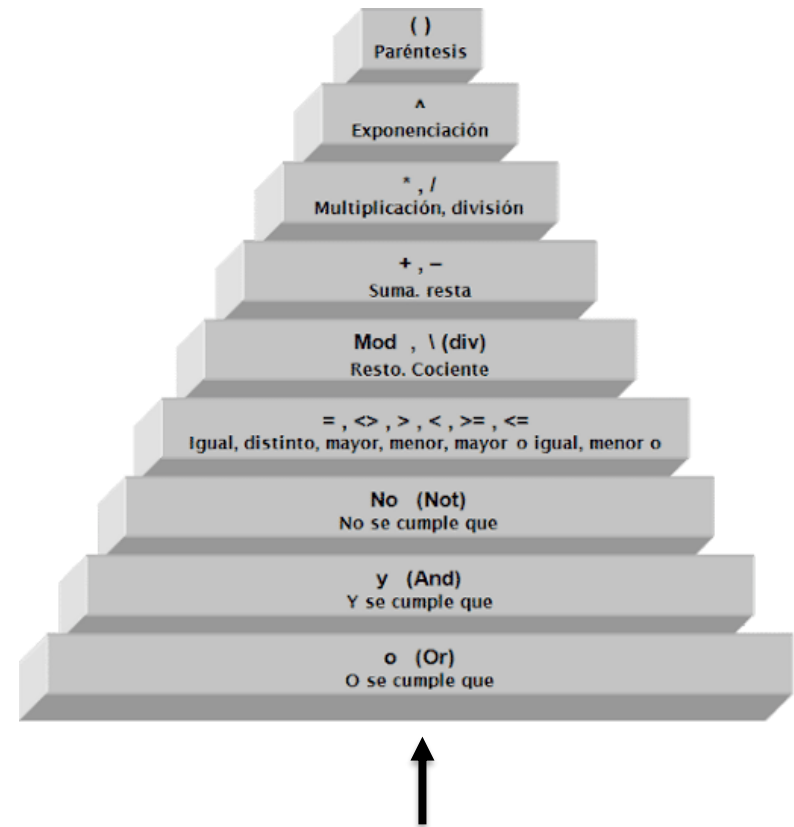 ( )
Paréntesis
^
Exponenciación
* , /
Multiplicación, división
+ , –
Suma. resta
Mod , \ (div)
Resto. Cociente
= , <> , > , < , >= , <=
Igual, distinto, mayor, menor, mayor o igual, menor o
No (Not)
No se cumple que
y (And)
Y se cumple que
o (Or)
O se cumple que